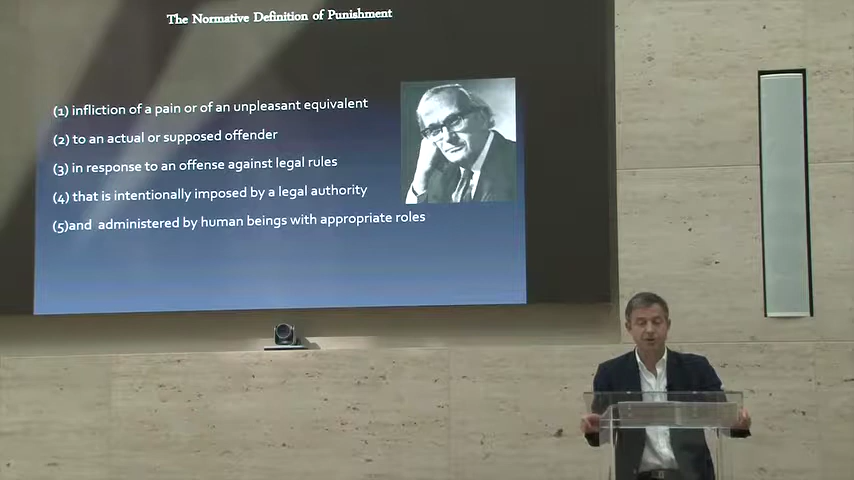 The Normative Definition of Punishment
(1) infliction of a pain or of an unpleasant equivalent
(2) to an actual or supposed offender
(3) in response to an offense against legal rules
(4) that is intentionally imposed by a legal authority
(5)and administered by human beings with appropriate roles